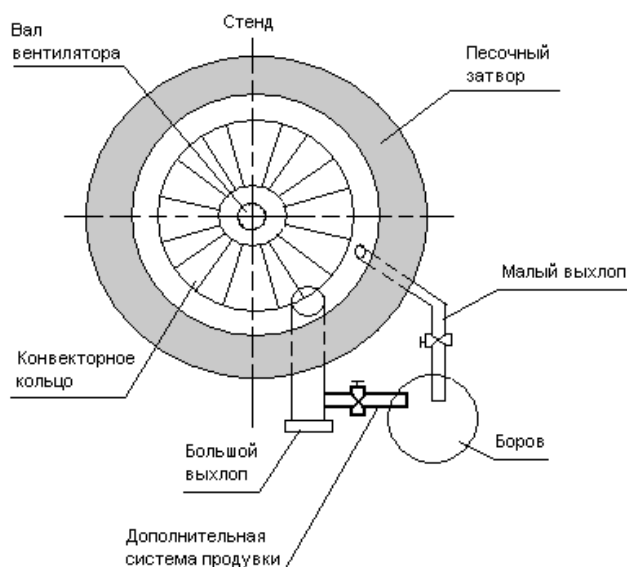 Стенд
Вал
вентилятора
Песочный
затвор
Малый выхлоп
Конвекторное
кольцо
Большой
выхлоп
Боров
Дополнительная
система продувки